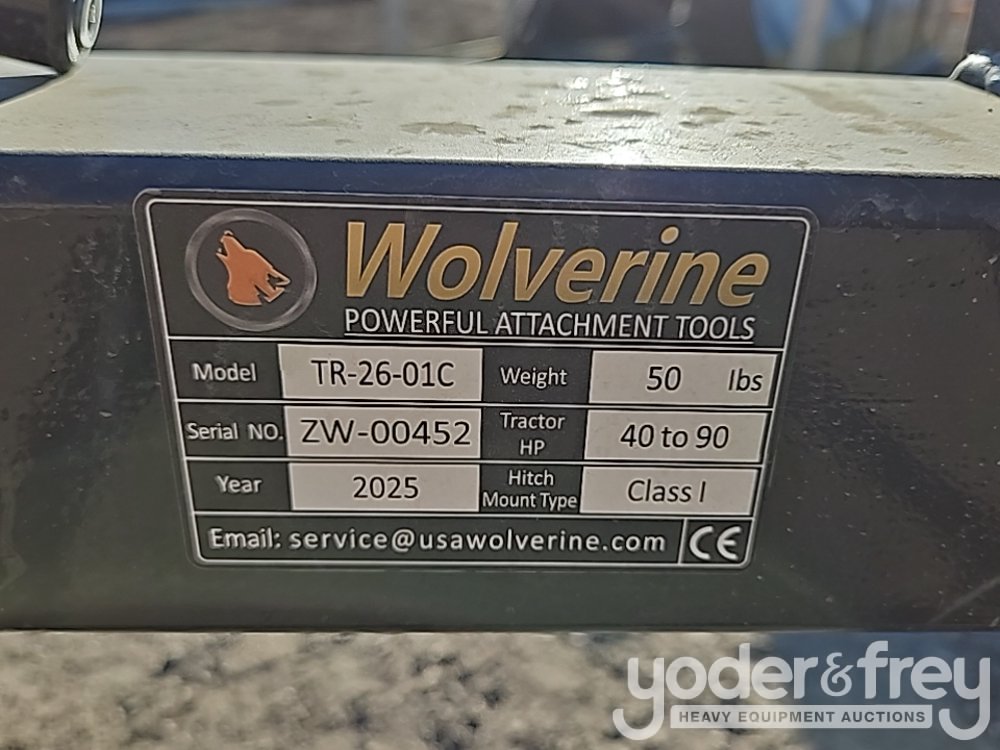 Wolverine
POWERFUL ATTACHMENT TOOLS
Model TR-26-01C Weight 50 lbs
Serial NO. ZW-00452 Tractor HP 40 to 90
Year 2025 Hitch Mount Type Class I
Email: service@usawolverine.com CE
yoder&frey
HEAVY EQUIPMENT AUCTIONS